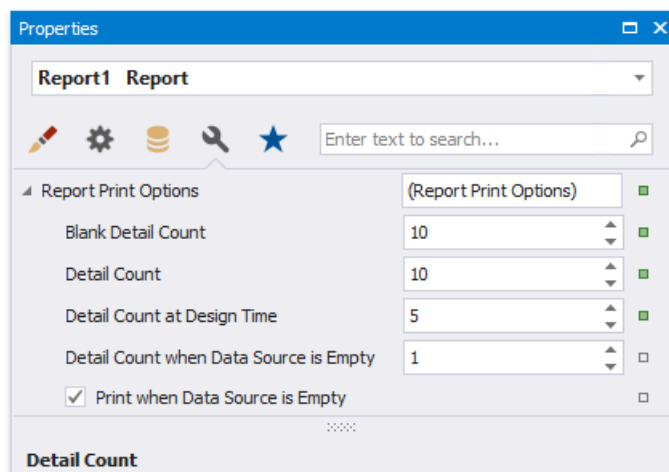 Properties
Report1 Report
Enter text to search...
Report Print Options (Report Print Options)
Blank Detail Count 10
Detail Count 10
Detail Count at Design Time 5
Detail Count when Data Source is Empty 1
Print when Data Source is Empty
Detail Count